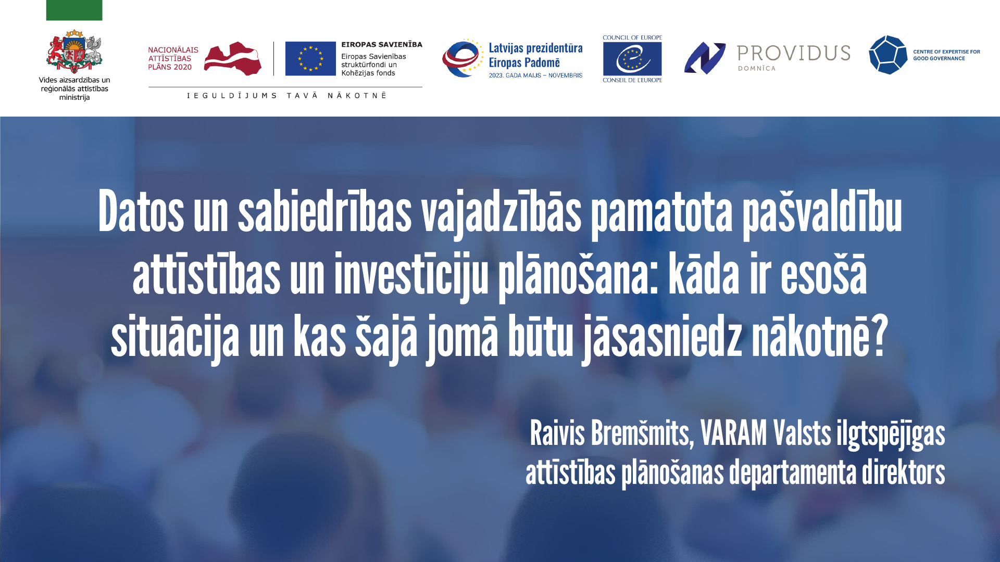 Vides aizsardzības un
reģionālās attīstības
ministrija
NACIONĀLAIS
ATTĪSTĪBAS
PLĀNS 2020
EIROPAS SAVIENĪBA
Eiropas Savienības
struktūrfondi un
Kohēzijas fonds
IEGULDĪJUMS TAVĀ NĀKOTNĒ
Latvijas prezidentūra
Eiropas Padomē
2023. GADA MAIJS – NOVEMBRIS
COUNCIL OF EUROPE
CONSEIL DE L'EUROPE
PROVIDUS
DOMNĪCA
CENTRE OF EXPERTISE FOR
GOOD GOVERNANCE
Datos un sabiedrības vajadzībās pamatota pašvaldību
attīstības un investīciju plānošana: kāda ir esošā
situācija un kas šajā jomā būtu jāsasniedz nākotnē?
Raivis Bremšmits, VARAM Valsts ilgtspējīgas
attīstības plānošanas departamenta direktors